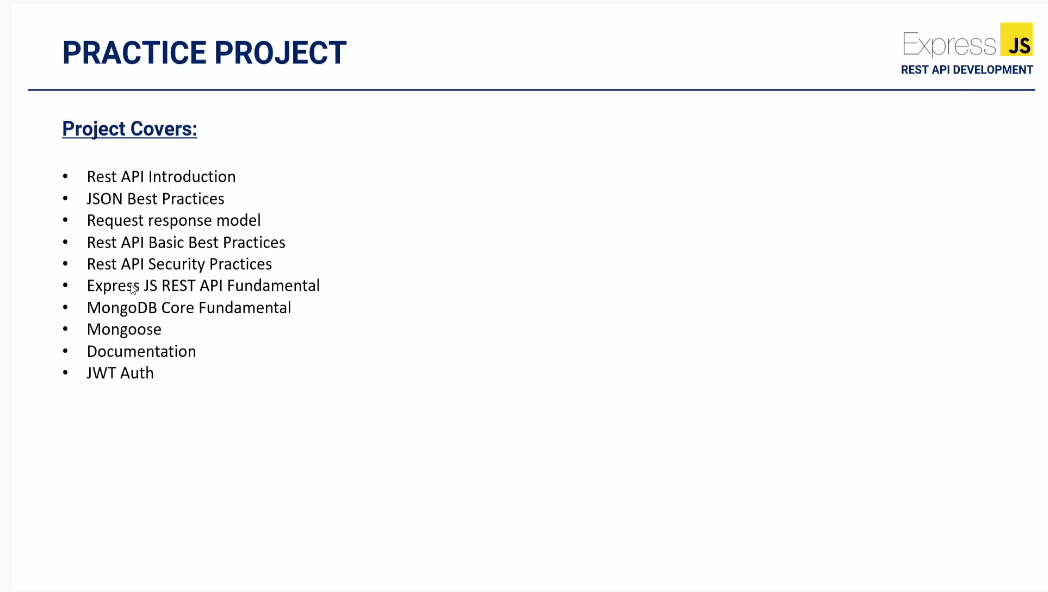 PRACTICE PROJECT
Express JS
REST API DEVELOPMENT
Project Covers:
• Rest API Introduction
• JSON Best Practices
• Request response model
• Rest API Basic Best Practices
• Rest API Security Practices
• Express JS REST API Fundamental
• MongoDB Core Fundamental
• Mongoose
• Documentation
• JWT Auth